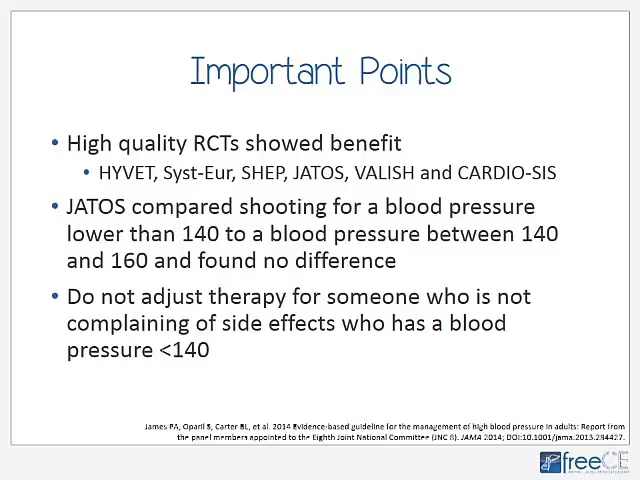 Important Points
• High quality RCTs showed benefit
• HYVET, Syst-Eur, SHEP, JATOS, VALISH and CARDIO-SIS
• JATOS compared shooting for a blood pressure
lower than 140 to a blood pressure between 140
and 160 and found no difference
• Do not adjust therapy for someone who is not
complaining of side effects who has a blood
pressure <140
James PA, Oparil S, Carter BL, et al. 2014 Evidence-based guideline for the management of high blood pressure in adults: Report from
the panel members appointed to the Eighth Joint National Committee (JNC 8). JAMA 2014; DOI:10.1001/jama.2013.284427.
freeCE